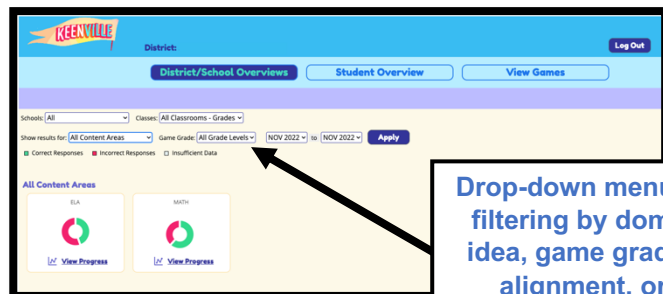 KEENVILLE
District:
Log Out
District/School Overviews Student Overview View Games
Schools: All Classes: All Classrooms - Grades
Show results for: All Content Areas Game Grade: All Grade Levels NOV 2022 to NOV 2022 Apply
Correct Responses Incorrect Responses Insufficient Data
All Content Areas
ELA MATH
View Progress View Progress
Drop-down menu
filtering by dom
idea, game grad
alignment, or